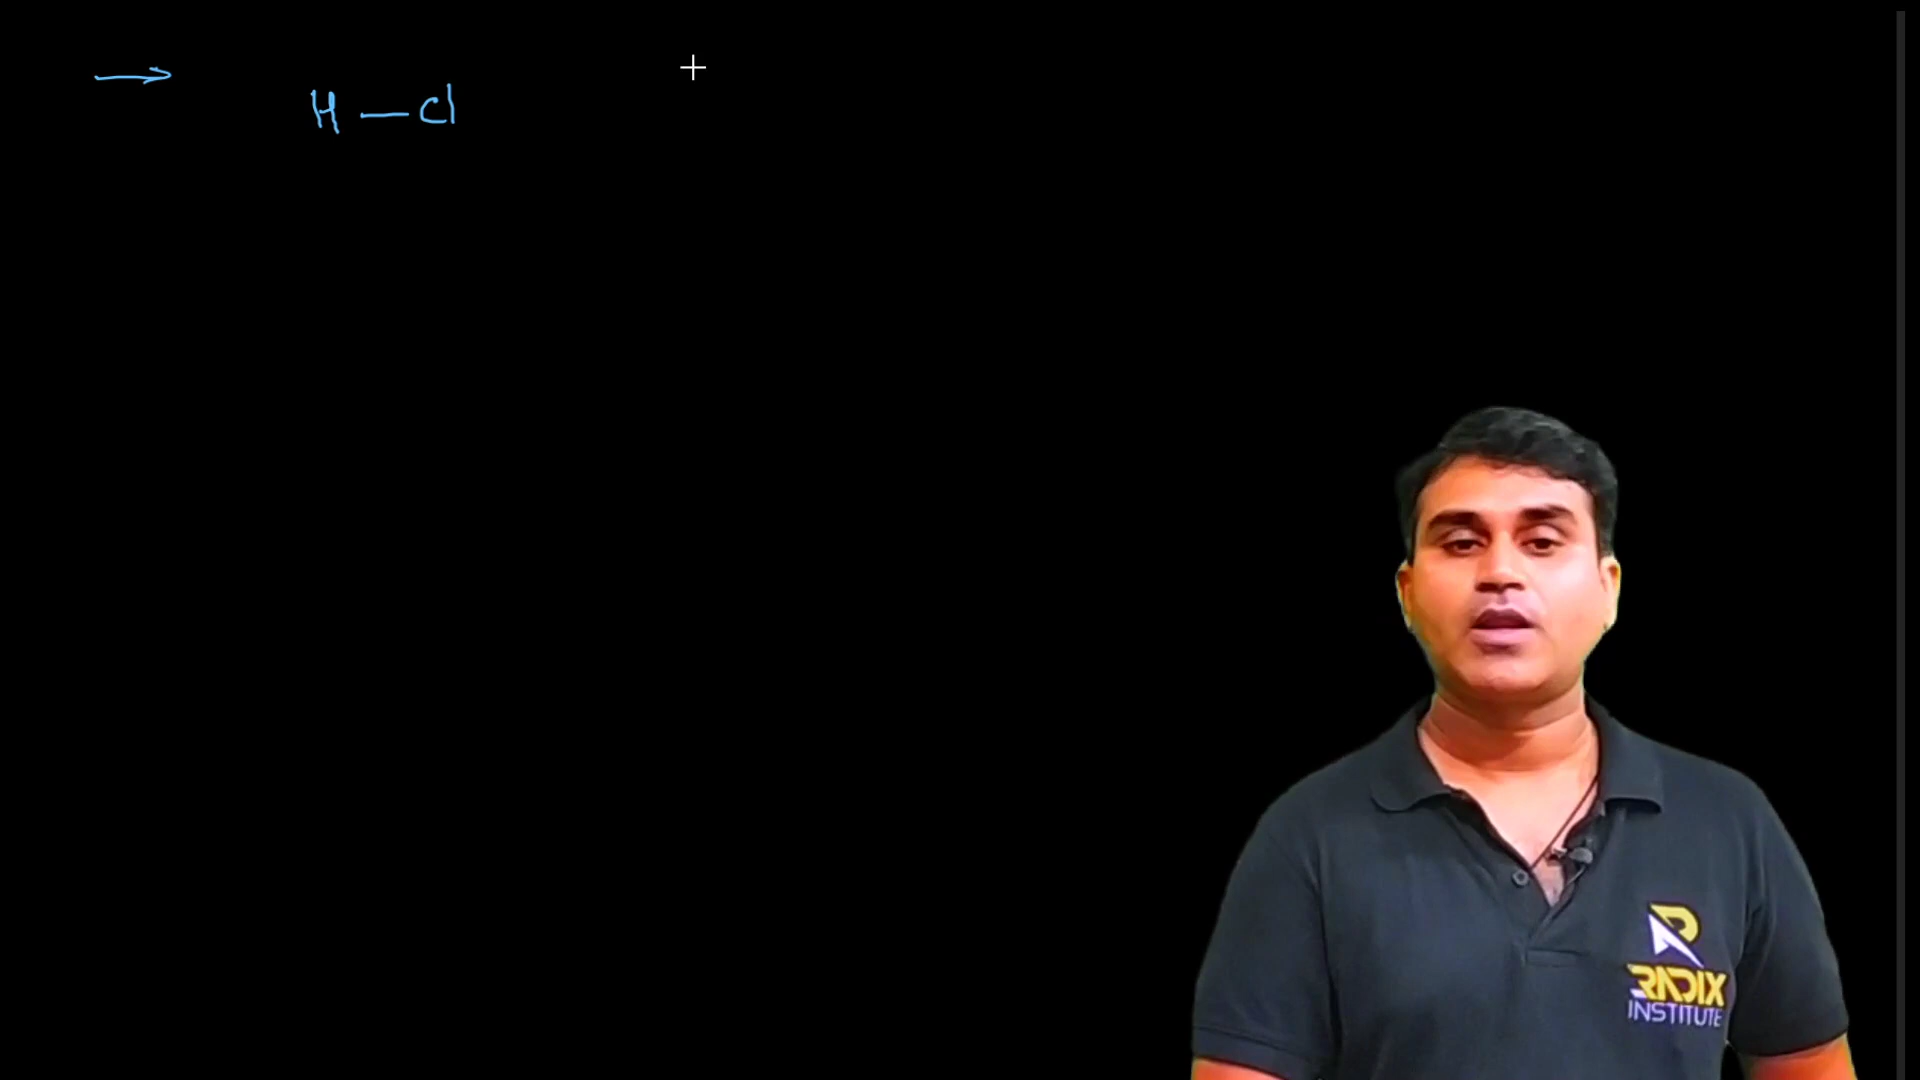 → H — Cl
RADIX
INSTITUTE